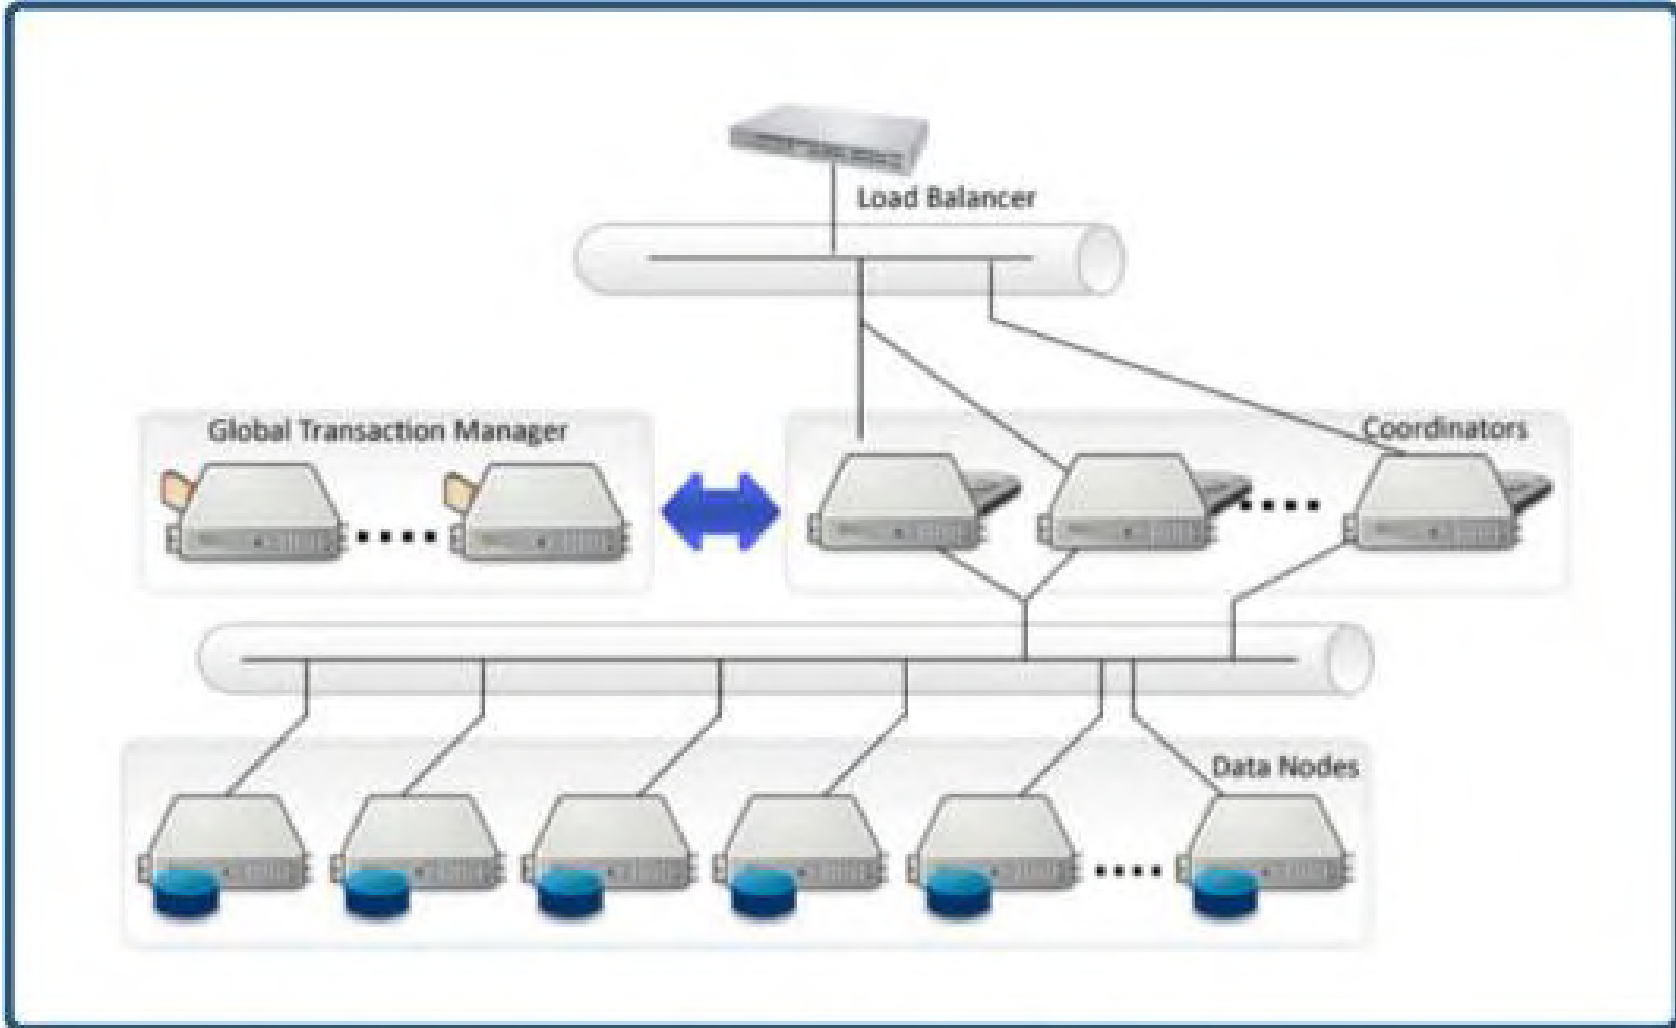 Load Balancer
Global Transaction Manager
Coordinators
Data Nodes